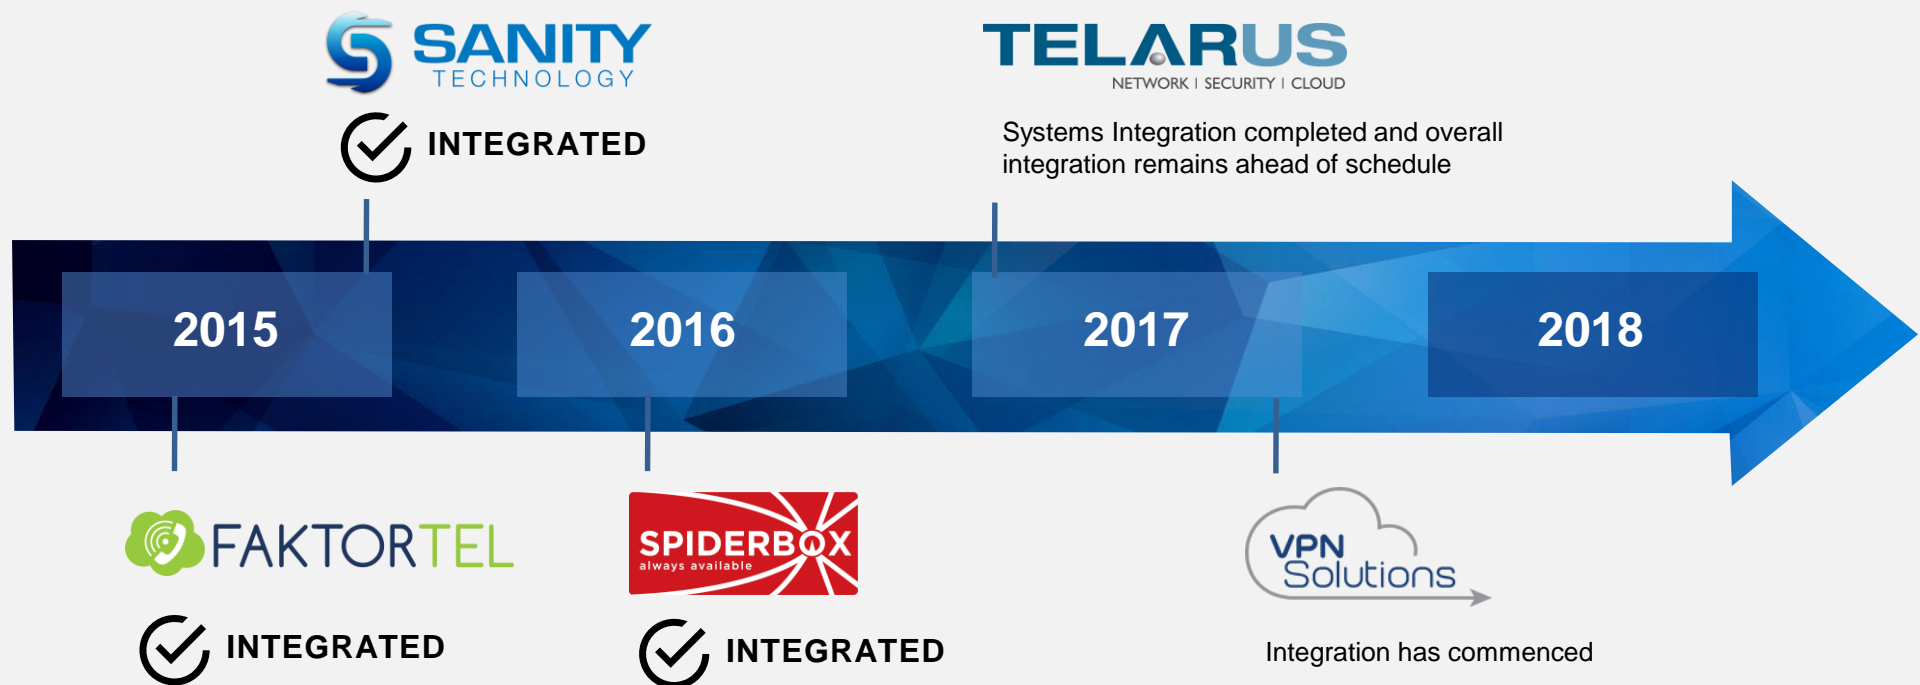 SANITY
TECHNOLOGY
INTEGRATED
TELARUS
NETWORK | SECURITY | CLOUD
Systems Integration completed and overall
integration remains ahead of schedule
2015
2016
2017
2018
FAKTORTEL
INTEGRATED
SPIDERBOX
always available
INTEGRATED
VPN
Solutions
Integration has commenced